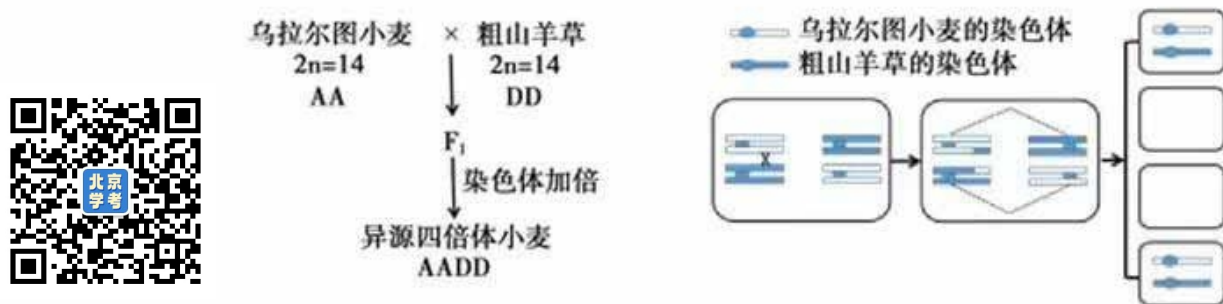 北京
学考
乌拉尔图小麦 × 粗山羊草
2n=14 2n=14
AA DD
F₁
染色体加倍
异源四倍体小麦
AADD
乌拉尔图小麦的染色体
粗山羊草的染色体
X